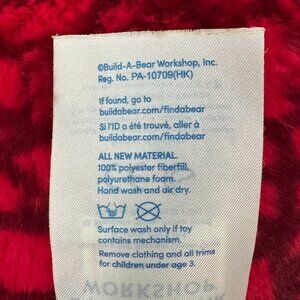 ©Build-A-Bear Workshop, Inc.
Reg. No. PA-10709(HK)
If found, go to
buildabear.com/findabear
Si l'ID a été trouvé, aller à
buildabear.com/findabear
ALL NEW MATERIAL.
100% polyester fiberfill,
polyurethane foam.
Hand wash and air dry.
Surface wash only if toy
contains mechanism.
Remove clothing and all trims
for children under age 3.
WORKSHOP